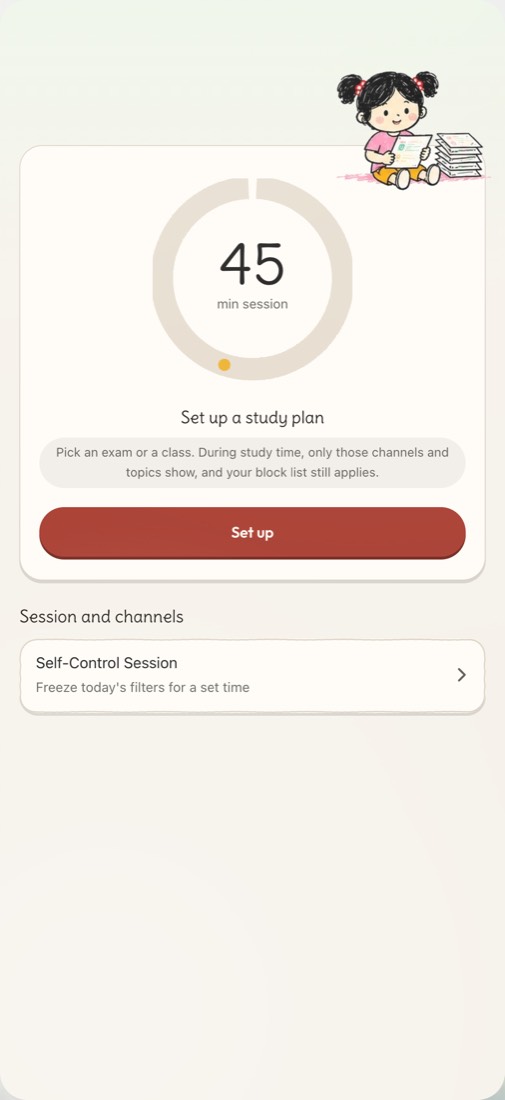 45
min session
Set up a study plan
Pick an exam or a class. During study time, only those channels and
topics show, and your block list still applies.
Set up
Session and channels
Self-Control Session
Freeze today's filters for a set time